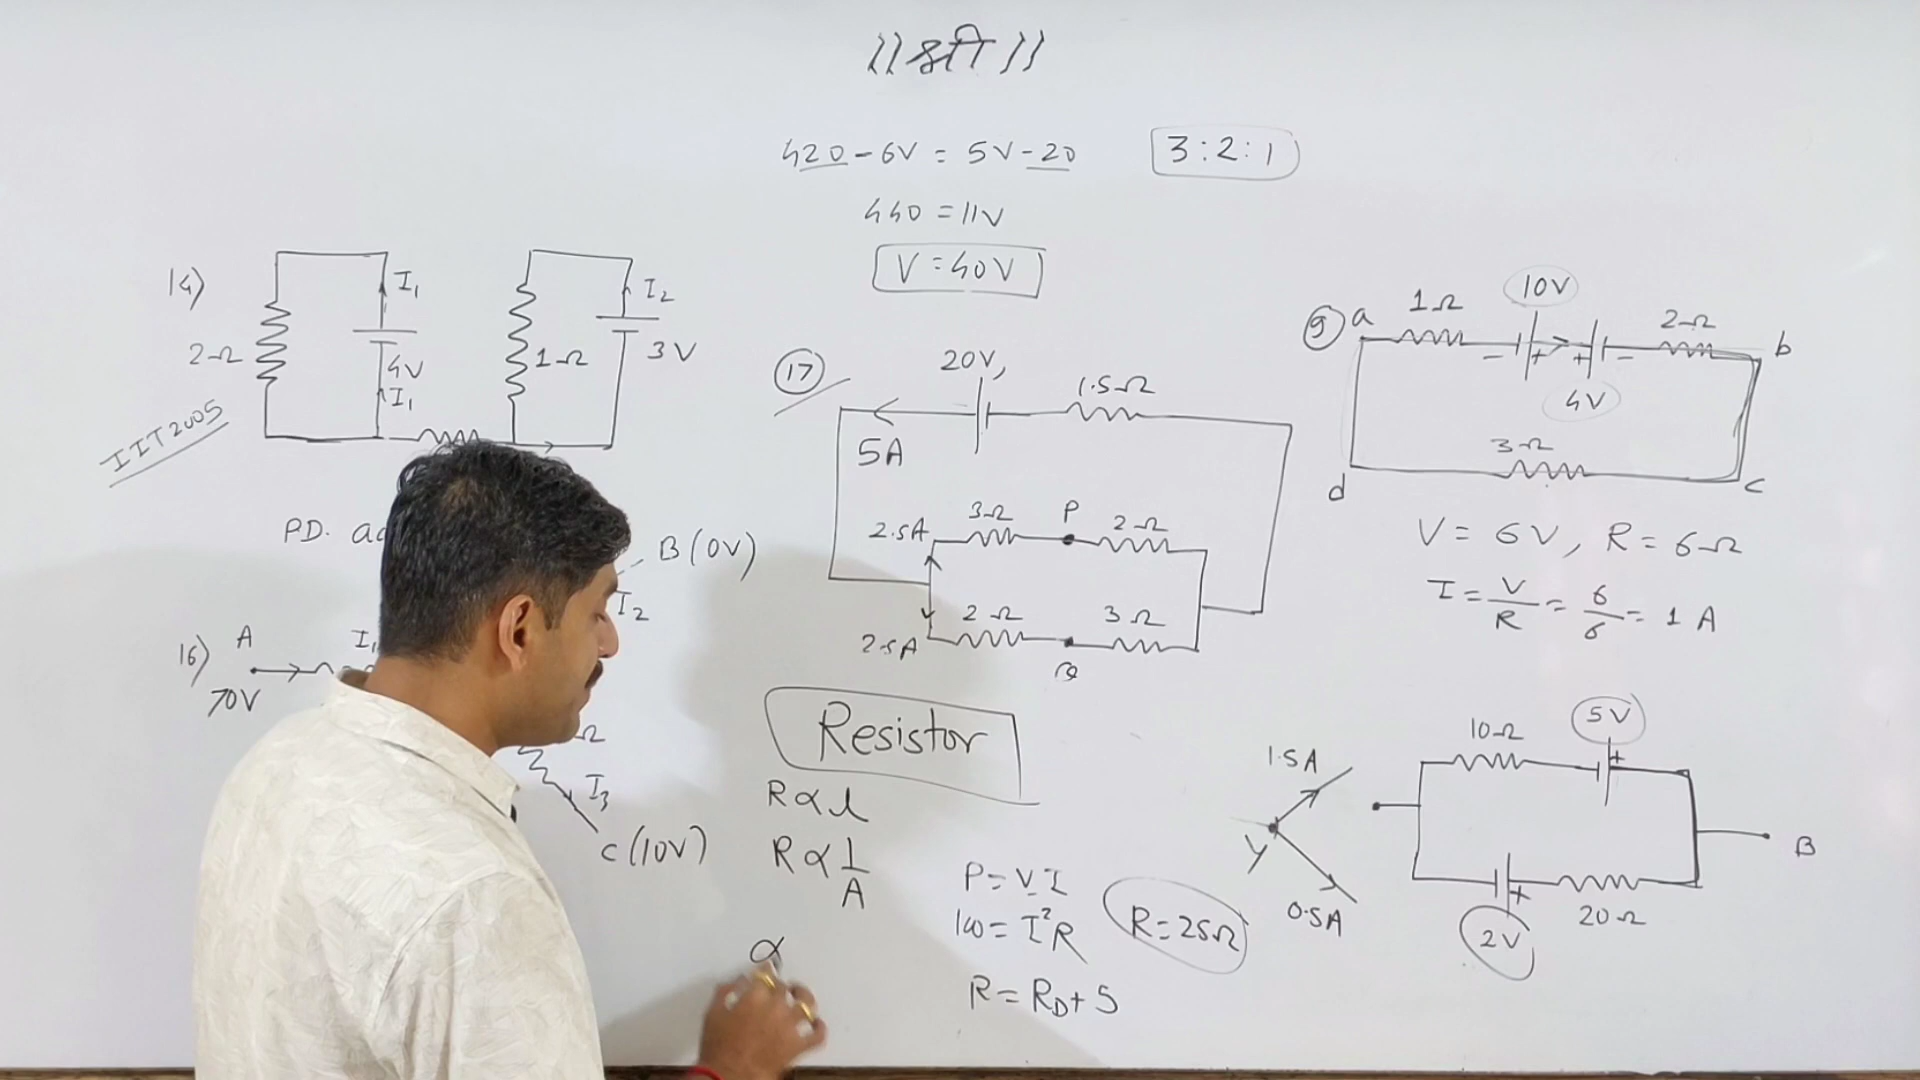 ॥ श्री ॥
420 - 6V = 5V - 20
3:2:1
440 = 11V
V = 40V
14)
I₁
2Ω
4V
I₁
I₂
1Ω
3V
IIT 2005
P.D.
B (0V)
I₂
16) A
I₁
70V
Ω
I₃
C (10V)
17
20V,
1.5Ω
5A
2.5A
3Ω
P
2Ω
2.5A
2Ω
3Ω
Q
Resistor
R ∝ l
R ∝ 1/A
∝
P = VI
100 = I²R
R = 25Ω
R = R_D + S
9
a
1Ω
10V
2Ω
b
- + + -
4V
3Ω
d
c
V = 6V, R = 6Ω
I = V/R = 6/6 = 1 A
1.5A
Y
0.5A
10Ω
5V
+
B
2V
+
20Ω